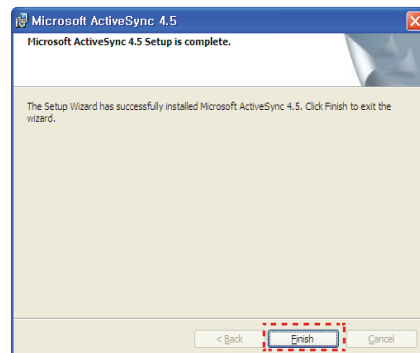 Microsoft ActiveSync 4.5
Microsoft ActiveSync 4.5 Setup is complete.
The Setup Wizard has successfully installed Microsoft ActiveSync 4.5. Click Finish to exit the
wizard.
< Back Finish Cancel